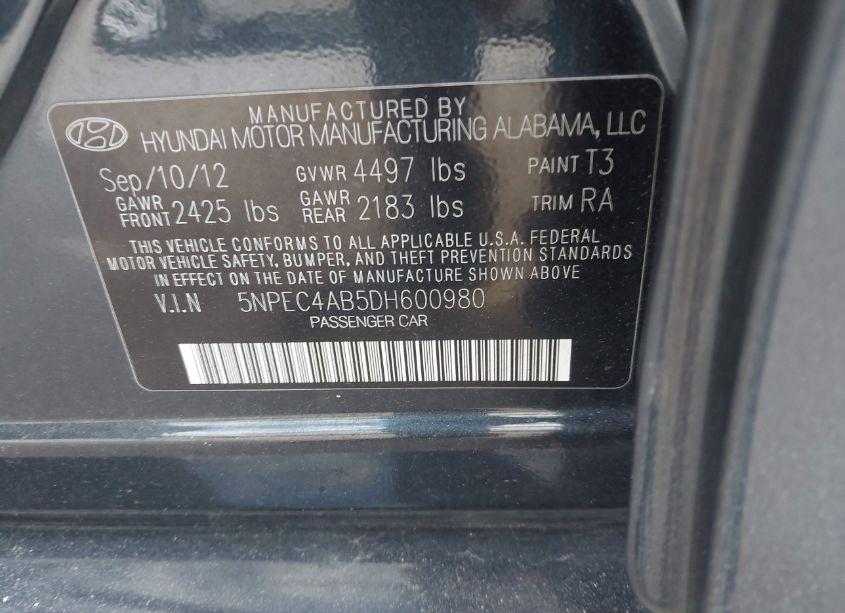 MANUFACTURED BY
HYUNDAI MOTOR MANUFACTURING ALABAMA, LLC
Sep/10/12 GVWR 4497 lbs PAINT T3
GAWR FRONT 2425 lbs GAWR REAR 2183 lbs TRIM RA
THIS VEHICLE CONFORMS TO ALL APPLICABLE U.S.A. FEDERAL
MOTOR VEHICLE SAFETY, BUMPER, AND THEFT PREVENTION STANDARDS
IN EFFECT ON THE DATE OF MANUFACTURE SHOWN ABOVE
V.I.N 5NPEC4AB5DH600980
PASSENGER CAR